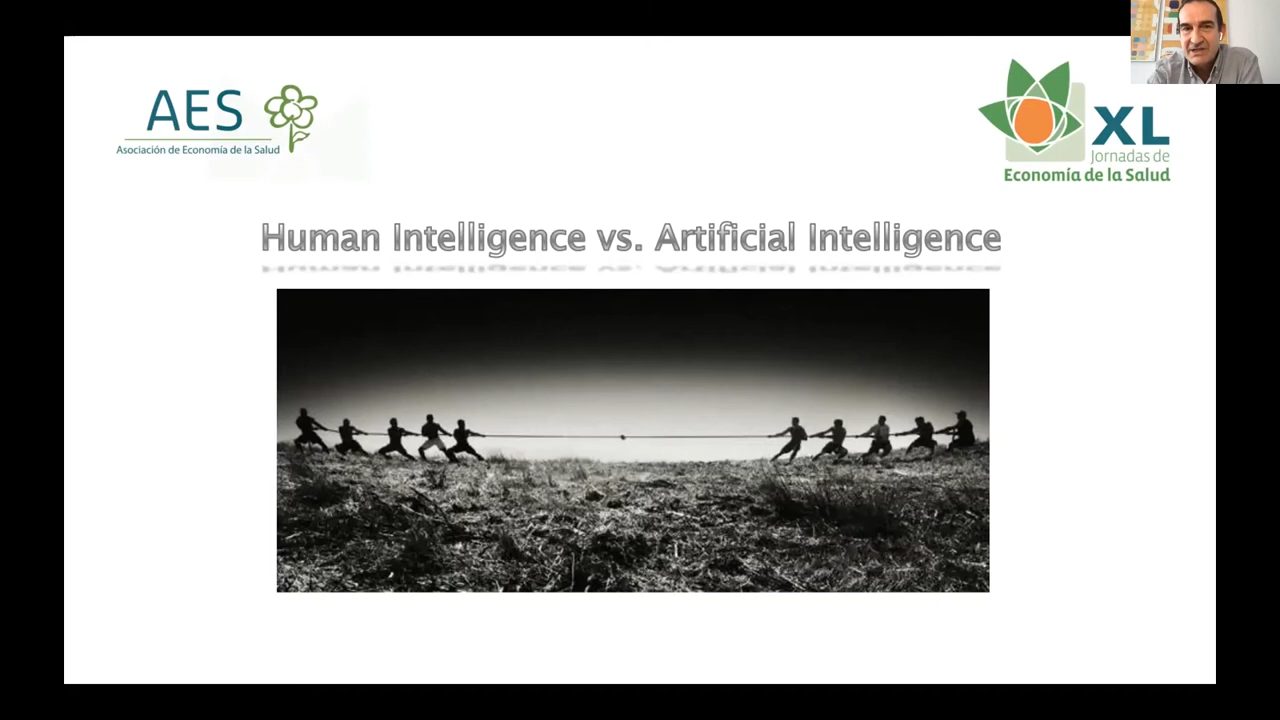 AES
Asociación de Economía de la Salud
XL
Jornadas de
Economía de la Salud
Human Intelligence vs. Artificial Intelligence